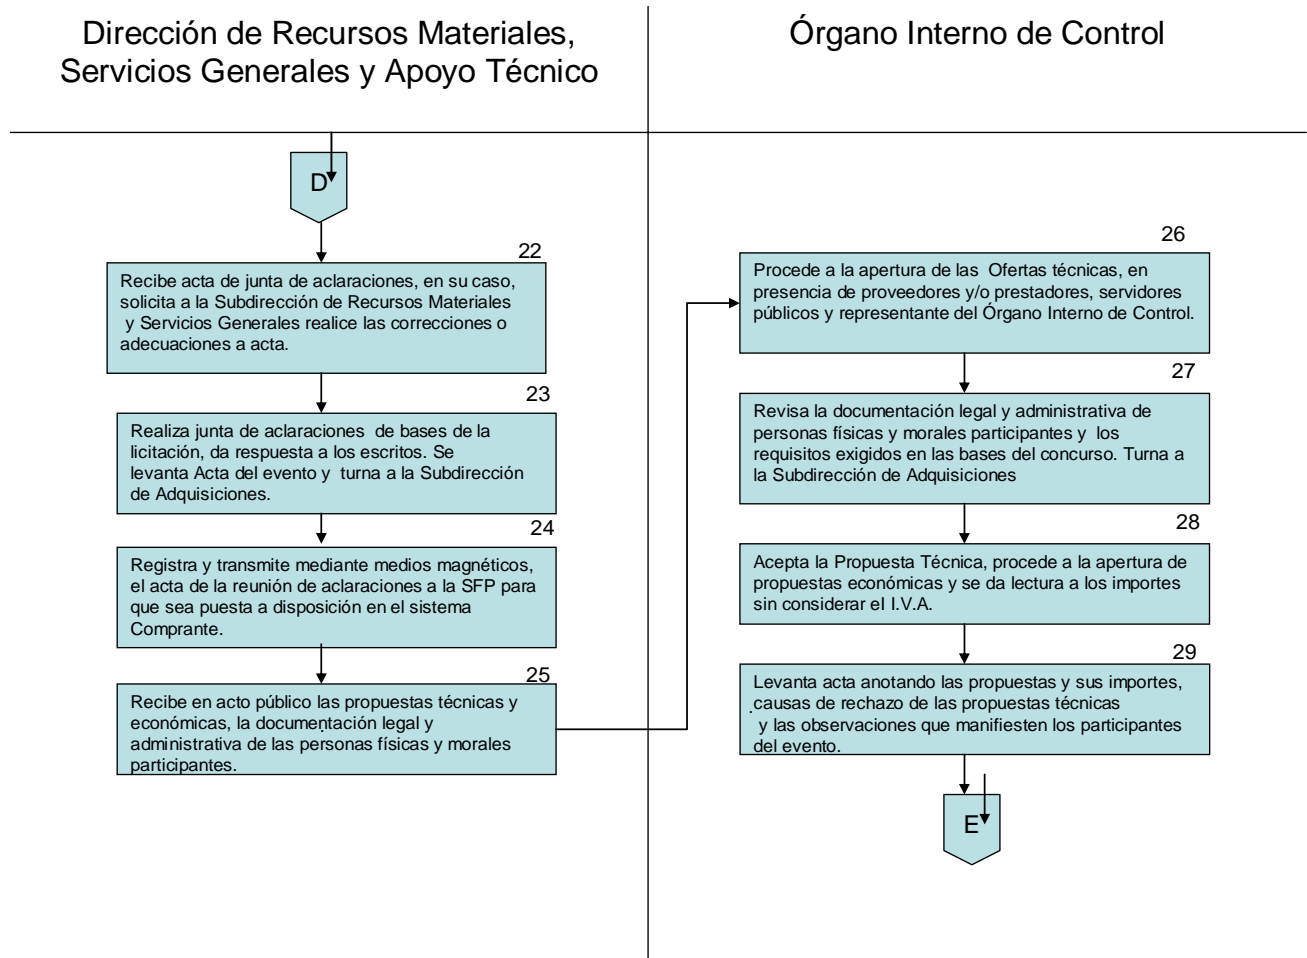 Dirección de Recursos Materiales,
Servicios Generales y Apoyo Técnico
Órgano Interno de Control
D
22
Recibe acta de junta de aclaraciones, en su caso,
solicita a la Subdirección de Recursos Materiales
y Servicios Generales realice las correcciones o
adecuaciones a acta.
23
Realiza junta de aclaraciones de bases de la
licitación, da respuesta a los escritos. Se
levanta Acta del evento y turna a la Subdirección
de Adquisiciones.
24
Registra y transmite mediante medios magnéticos,
el acta de la reunión de aclaraciones a la SFP para
que sea puesta a disposición en el sistema
Comprante.
25
Recibe en acto público las propuestas técnicas y
económicas, la documentación legal y
administrativa de las personas físicas y morales
participantes.
26
Procede a la apertura de las Ofertas técnicas, en
presencia de proveedores y/o prestadores, servidores
públicos y representante del Órgano Interno de Control.
27
Revisa la documentación legal y administrativa de
personas físicas y morales participantes y los
requisitos exigidos en las bases del concurso. Turna a
la Subdirección de Adquisiciones
28
Acepta la Propuesta Técnica, procede a la apertura de
propuestas económicas y se da lectura a los importes
sin considerar el I.V.A.
29
Levanta acta anotando las propuestas y sus importes,
causas de rechazo de las propuestas técnicas
y las observaciones que manifiesten los participantes
del evento.
E